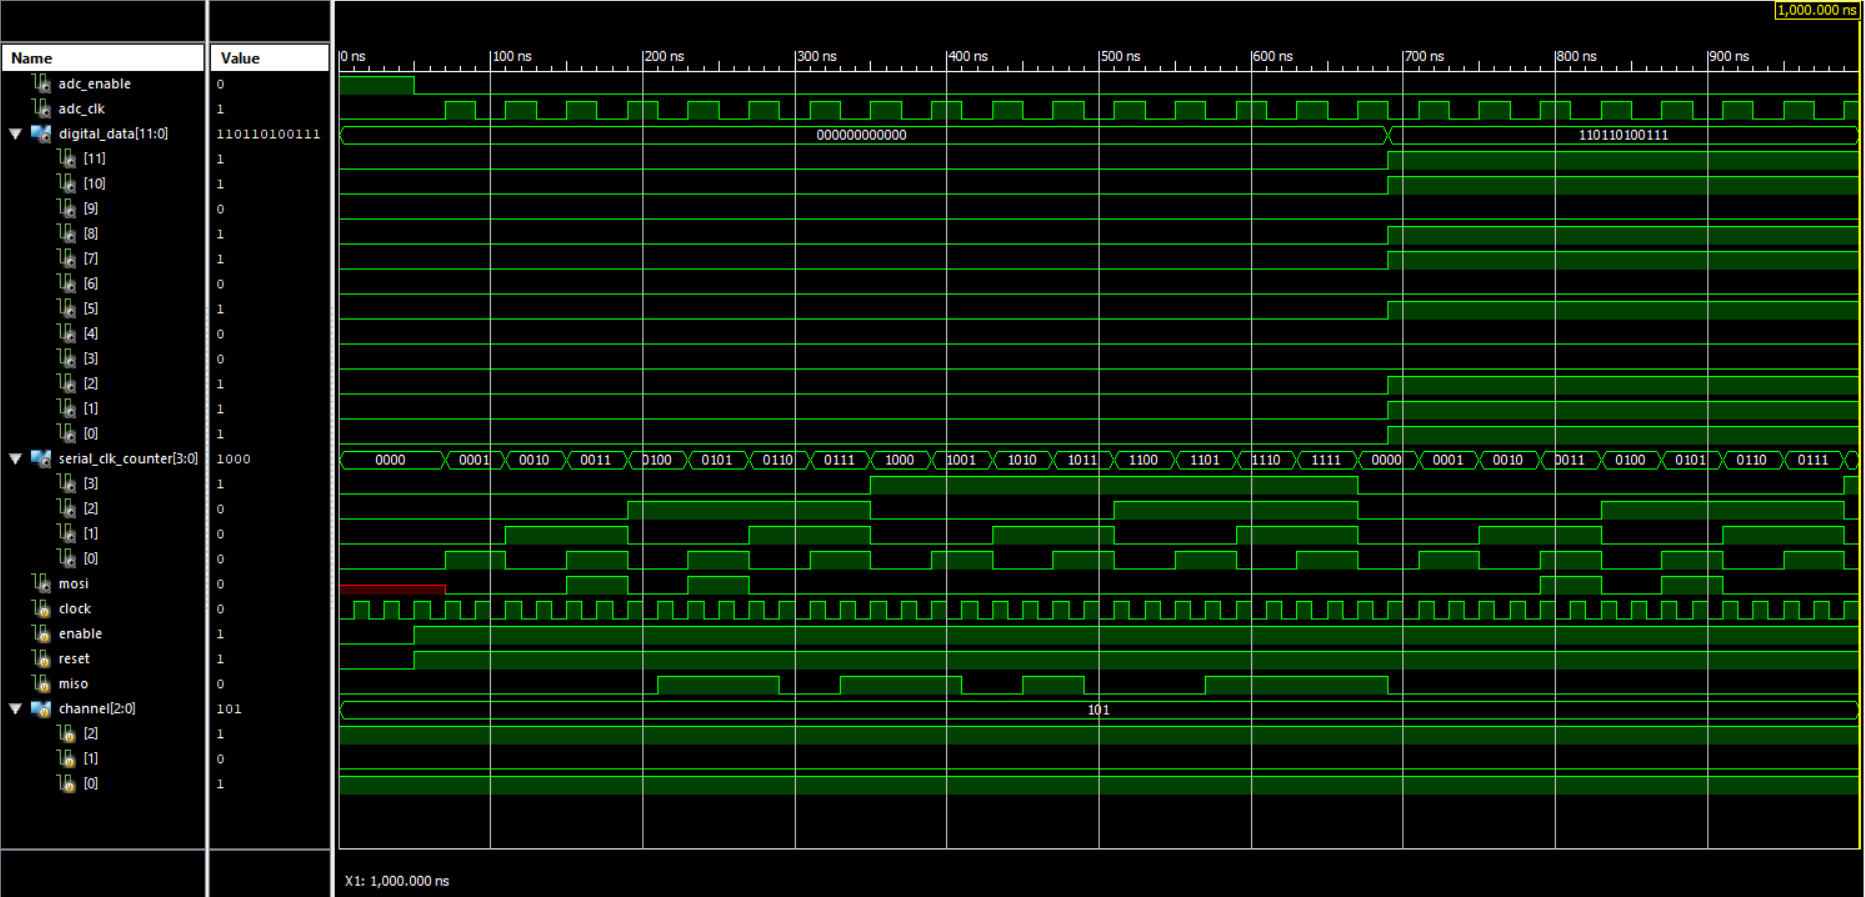 1,000.000 ns
Name Value 0 ns 100 ns 200 ns 300 ns 400 ns 500 ns 600 ns 700 ns 800 ns 900 ns
adc_enable 0
adc_clk 1
digital_data[11:0] 110110100111 000000000000 110110100111
[11] 1
[10] 1
[9] 0
[8] 1
[7] 1
[6] 0
[5] 1
[4] 0
[3] 0
[2] 1
[1] 1
[0] 1
serial_clk_counter[3:0] 1000 0000 0001 0010 0011 0100 0101 0110 0111 1000 1001 1010 1011 1100 1101 1110 1111 0000 0001 0010 0011 0100 0101 0110 0111
[3] 1
[2] 0
[1] 0
[0] 0
mosi 0
clock 0
enable 1
reset 1
miso 0
channel[2:0] 101 101
[2] 1
[1] 0
[0] 1
X1: 1,000.000 ns